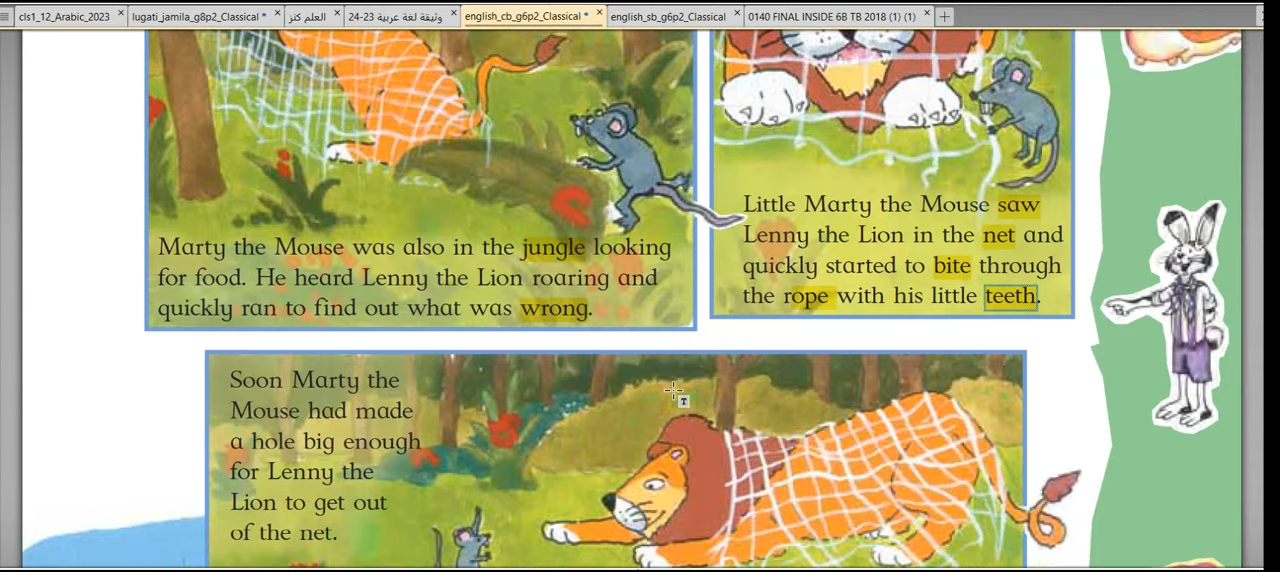 cls1_12_Arabic_2023
lugati_jamila_g8p2_Classical *
العلم كنز
وثيقة لغة عربية 24-23
english_cb_g6p2_Classical *
english_sb_g6p2_Classical
0140 FINAL INSIDE 6B TB 2018 (1) (1)
Marty the Mouse was also in the jungle looking
for food. He heard Lenny the Lion roaring and
quickly ran to find out what was wrong.
Little Marty the Mouse saw
Lenny the Lion in the net and
quickly started to bite through
the rope with his little teeth.
Soon Marty the
Mouse had made
a hole big enough
for Lenny the
Lion to get out
of the net.